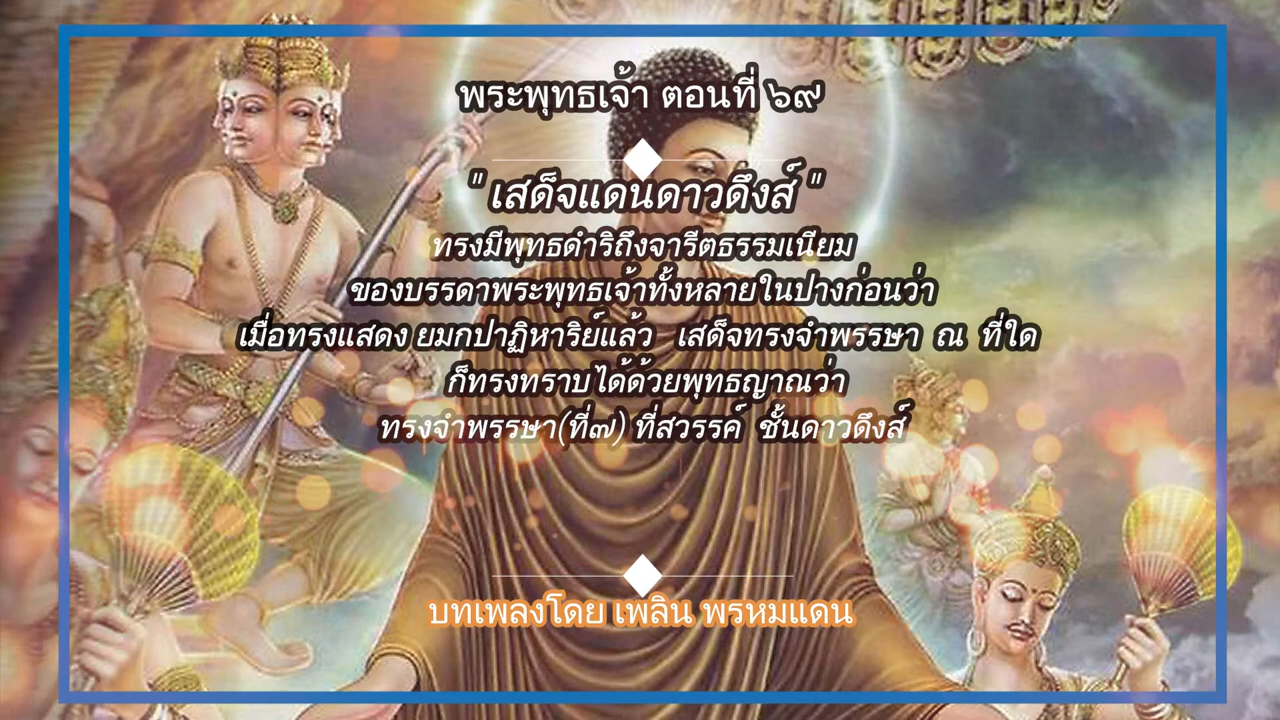 พระพุทธเจ้า ตอนที่ ๖๙
" เสด็จแดนดาวดึงส์ "
ทรงมีพุทธดำริถึงจารีตธรรมเนียม
ของบรรดาพระพุทธเจ้าทั้งหลายในปางก่อนว่า
เมื่อทรงแสดง ยมกปาฏิหาริย์แล้ว เสด็จทรงจำพรรษา ณ ที่ใด
ก็ทรงทราบได้ด้วยพุทธญาณว่า
ทรงจำพรรษา(ที่๗) ที่สวรรค์ ชั้นดาวดึงส์
บทเพลงโดย เพลิน พรหมแดน